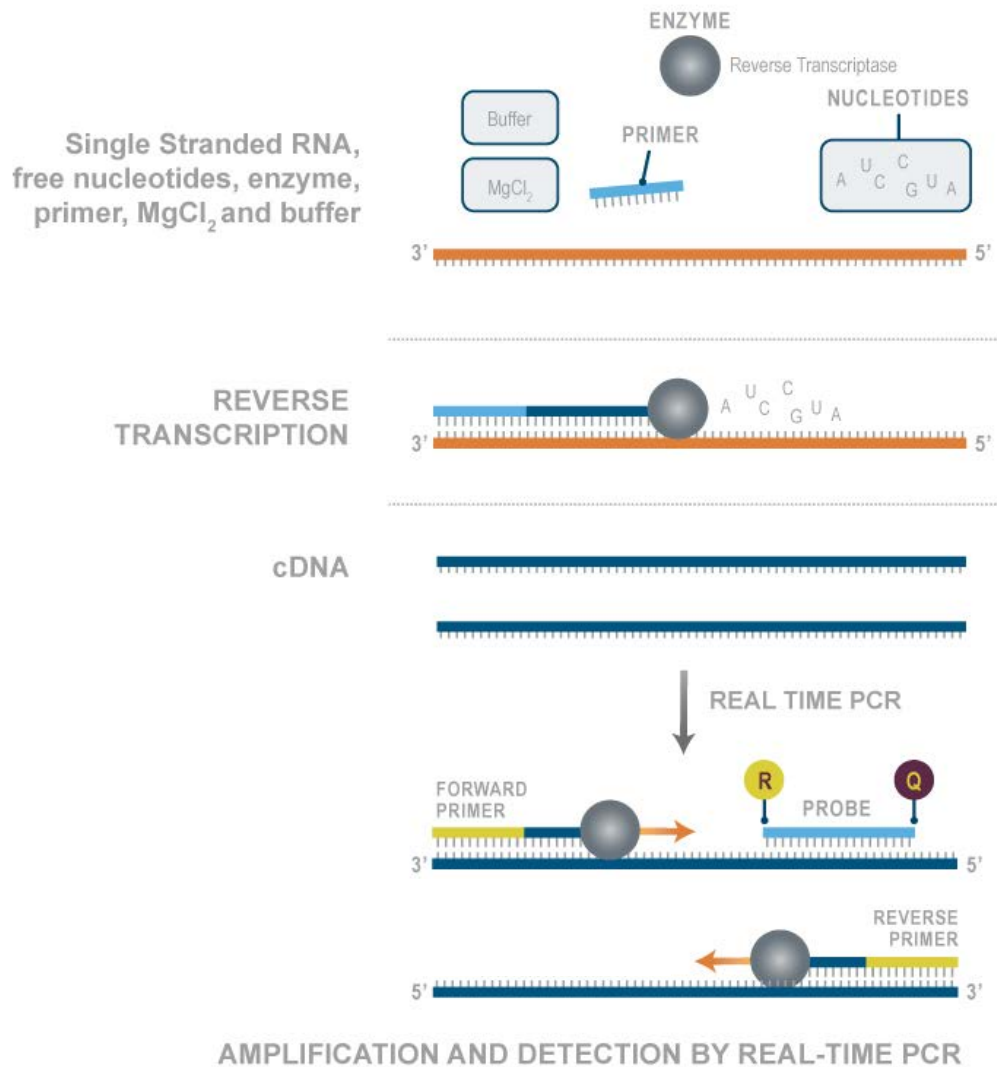 ENZYME
Reverse Transcriptase
Buffer
MgCl₂
PRIMER
NUCLEOTIDES
A U C C G U A
Single Stranded RNA,
free nucleotides, enzyme,
primer, MgCl₂ and buffer
3’ 5’
REVERSE
TRANSCRIPTION
A U C C G U A
3’ 5’
cDNA
REAL TIME PCR
FORWARD
PRIMER
R Q
PROBE
3’ 5’
REVERSE
PRIMER
5’ 3’
AMPLIFICATION AND DETECTION BY REAL-TIME PCR